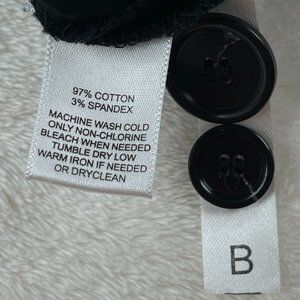 97% COTTON
3% SPANDEX
MACHINE WASH COLD
ONLY NON-CHLORINE
BLEACH WHEN NEEDED
TUMBLE DRY LOW
WARM IRON IF NEEDED
OR DRYCLEAN
B